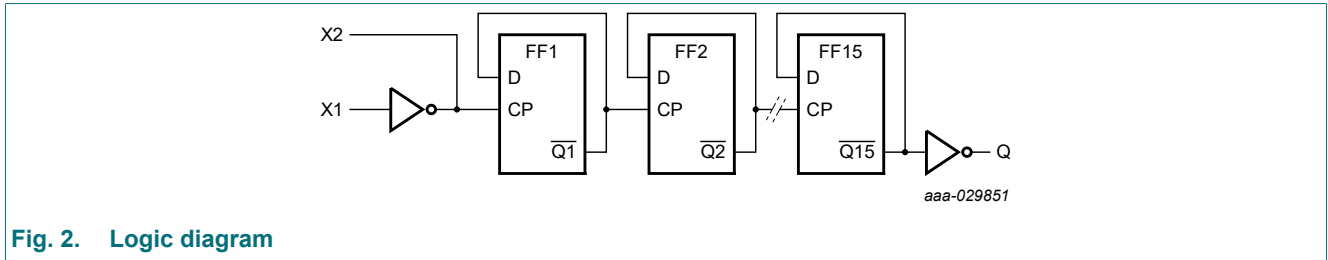 X2
X1
FF1
D
CP
Q1
FF2
D
CP
Q2
FF15
D
CP
Q15
Q
aaa-029851
Fig. 2. Logic diagram